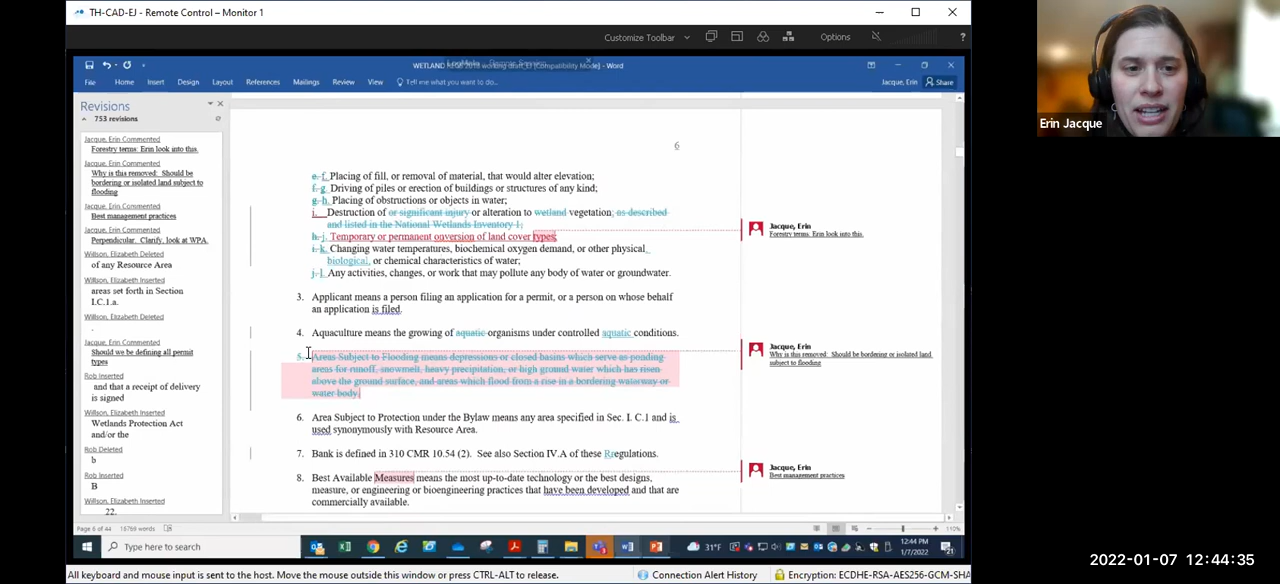 TH-CAD-EJ - Remote Control - Monitor 1
Customize Toolbar
Options
?
[Compatibility Mode] - Word
File Home Insert Design Layout References Mailings Review View Tell me what you want to do...
Jacque, Erin Share
Revisions
753 revisions
Jacque, Erin Commented
Forestry terms: Erin look into this.
Jacque, Erin Commented
Why is this removed: Should be
bordering or isolated land subject to
flooding
Jacque, Erin Commented
Best management practices
Jacque, Erin Commented
Perpendicular. Clarify, look at WPA.
Willson, Elizabeth Deleted
of any Resource Area
Willson, Elizabeth Inserted
areas set forth in Section
I.C.1.a.
Willson, Elizabeth Deleted
.
Jacque, Erin Commented
Should we be defining all permit
types
Rob Inserted
and that a receipt of delivery
is signed
Willson, Elizabeth Inserted
Wetlands Protection Act
and/or the
Rob Deleted
b
Rob Inserted
B
Willson, Elizabeth Inserted
22.
6
e. f. Placing of fill, or removal of material, that would alter elevation;
f. g. Driving of piles or erection of buildings or structures of any kind;
g. h. Placing of obstructions or objects in water;
i. Destruction of or significant injury or alteration to wetland vegetation; as described
and listed in the National Wetlands Inventory 1;
h. j. Temporary or permanent onversion of land cover types;
i. k. Changing water temperatures, biochemical oxygen demand, or other physical,
biological, or chemical characteristics of water;
j. l. Any activities, changes, or work that may pollute any body of water or groundwater.
3. Applicant means a person filing an application for a permit, or a person on whose behalf
an application is filed.
4. Aquaculture means the growing of aquatic organisms under controlled aquatic conditions.
5. Areas Subject to Flooding means depressions or closed basins which serve as ponding
areas for runoff, snowmelt, heavy precipitation, or high ground water which has risen
above the ground surface, and areas which flood from a rise in a bordering waterway or
water body.
6. Area Subject to Protection under the Bylaw means any area specified in Sec. I. C.1 and is
used synonymously with Resource Area.
7. Bank is defined in 310 CMR 10.54 (2). See also Section IV.A of these Rregulations.
8. Best Available Measures means the most up-to-date technology or the best designs,
measure, or engineering or bioengineering practices that have been developed and that are
commercially available.
Jacque, Erin
Forestry terms: Erin look into this.
Jacque, Erin
Why is this removed: Should be bordering or isolated land
subject to flooding
Jacque, Erin
Best management practices
Page 6 of 44 15769 words
110%
Type here to search
31°F
12:44 PM
1/7/2022
All keyboard and mouse input is sent to the host. Move the mouse outside this window or press CTRL-ALT to release.
Connection Alert History
Encryption: ECDHE-RSA-AES256-GCM-SHA
Erin Jacque
2022-01-07 12:44:35